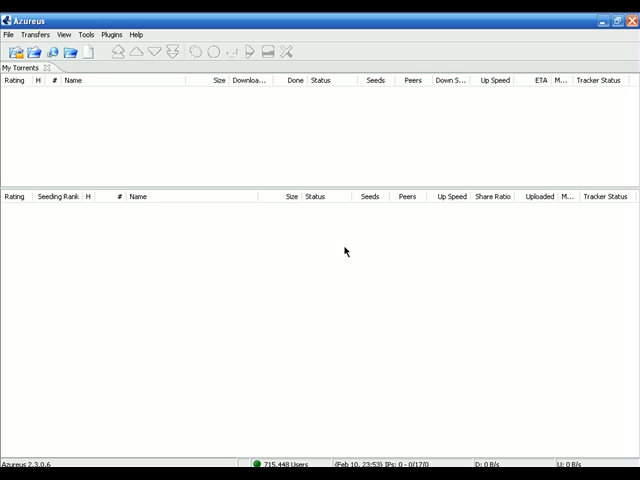 Azureus
File Transfers View Tools Plugins Help
My Torrents
Rating H # Name Size Downloa... Done Status Seeds Peers Down S... Up Speed ETA M... Tracker Status
Rating Seeding Rank H # Name Size Status Seeds Peers Up Speed Share Ratio Uploaded M... Tracker Status
Azureus 2.3.0.6 715,448 Users {Feb 10, 23:53} IPs: 0 - 0/17/0 D: 0 B/s U: 0 B/s